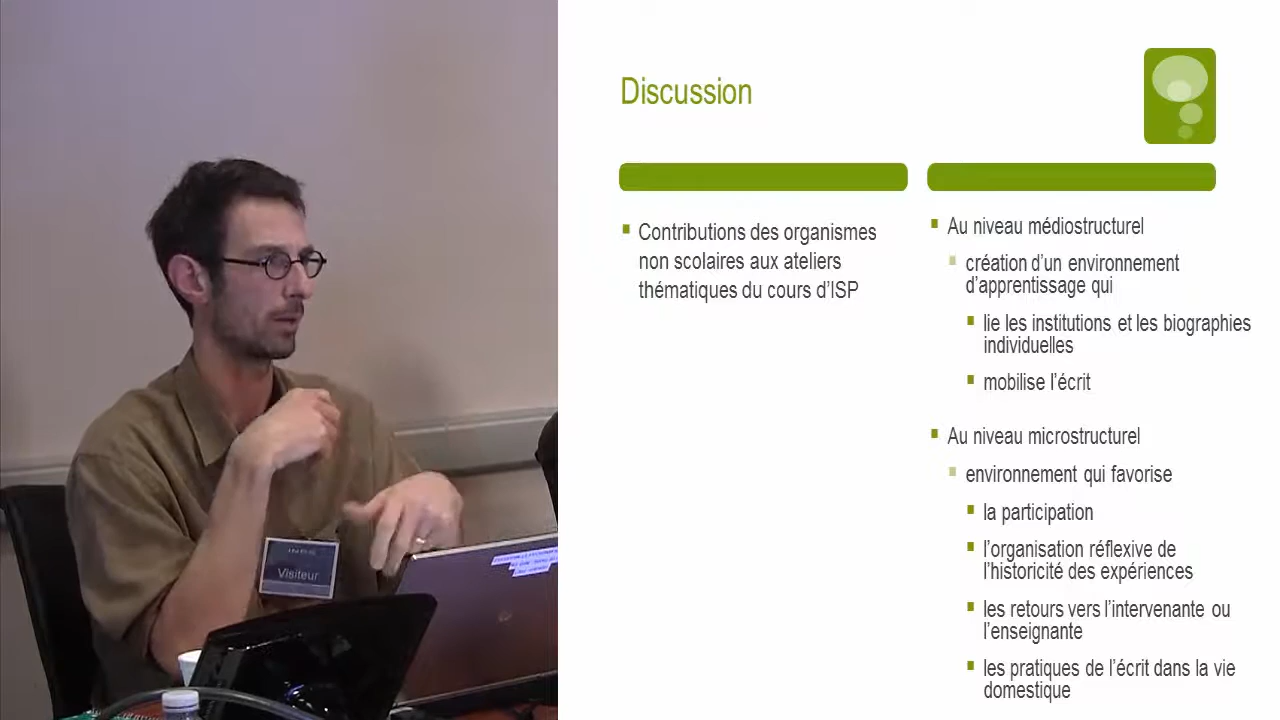 Discussion
Contributions des organismes
non scolaires aux ateliers
thématiques du cours d'ISP
Au niveau médiostructurel
création d'un environnement
d'apprentissage qui
lie les institutions et les biographies
individuelles
mobilise l'écrit
Au niveau microstructurel
environnement qui favorise
la participation
l'organisation réflexive de
l'historicité des expériences
les retours vers l'intervenante ou
l'enseignante
les pratiques de l'écrit dans la vie
domestique
Visiteur